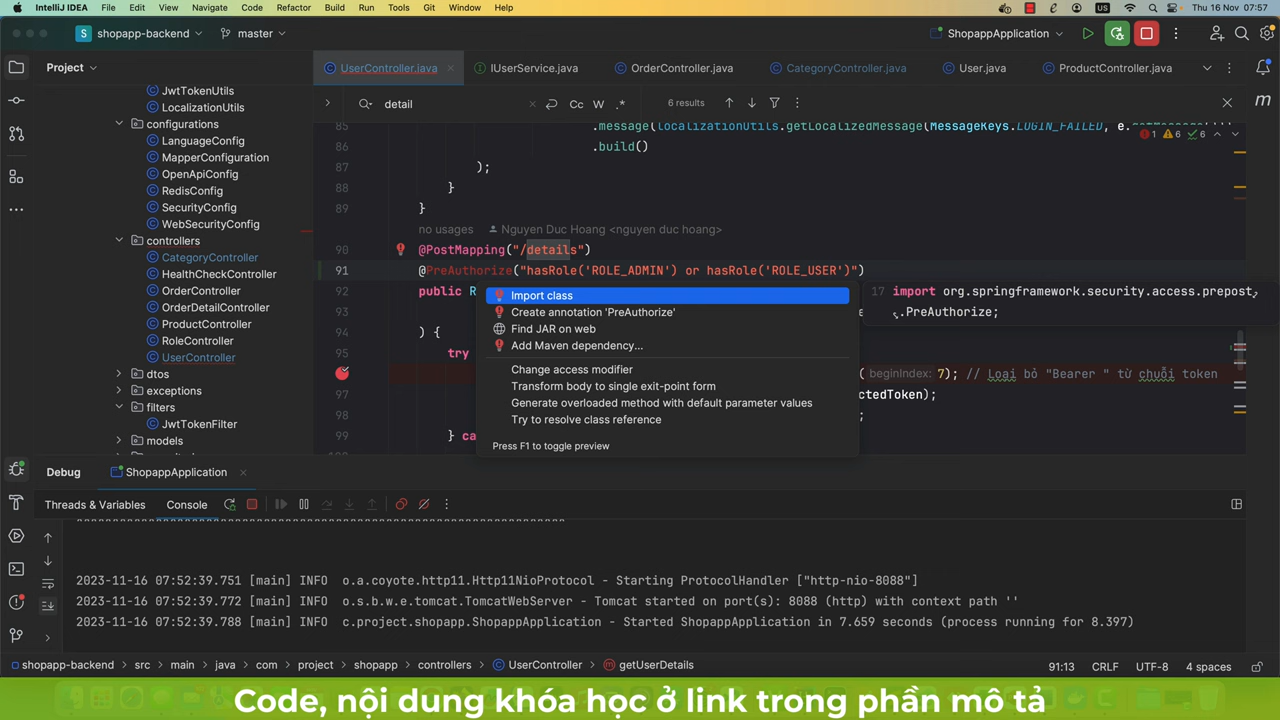 IntelliJ IDEA File Edit View Navigate Code Refactor Build Run Tools Git Window Help US Thu 16 Nov 07:57
S shopapp-backend master ShopappApplication
Project UserController.java IUserService.java OrderController.java CategoryController.java User.java ProductController.java
detail Cc W .* 6 results
JwtTokenUtils
LocalizationUtils
configurations
LanguageConfig
MapperConfiguration
OpenApiConfig
RedisConfig
SecurityConfig
WebSecurityConfig
controllers
CategoryController
HealthCheckController
OrderController
OrderDetailController
ProductController
RoleController
UserController
dtos
exceptions
filters
JwtTokenFilter
models
85 .message(localizationUtils.getLocalizedMessage(MessageKeys.LOGIN_FAILED, e.getMessage()))
1 6 6
86 .build()
87 );
88 }
89 }
no usages Nguyen Duc Hoang <nguyen duc hoang>
90 @PostMapping("/details")
91 @PreAuthorize("hasRole('ROLE_ADMIN') or hasRole('ROLE_USER')")
92 public R
) {
95 try
( beginIndex: 7); // Loại bỏ "Bearer " từ chuỗi token
97 ctedToken);
98 ;
99 } ca
Import class
Create annotation 'PreAuthorize'
Find JAR on web
Add Maven dependency...
Change access modifier
Transform body to single exit-point form
Generate overloaded method with default parameter values
Try to resolve class reference
Press F1 to toggle preview
17 import org.springframework.security.access.prepost
.PreAuthorize;
Debug ShopappApplication
Threads & Variables Console
2023-11-16 07:52:39.751 [main] INFO o.a.coyote.http11.Http11NioProtocol - Starting ProtocolHandler ["http-nio-8088"]
2023-11-16 07:52:39.772 [main] INFO o.s.b.w.e.tomcat.TomcatWebServer - Tomcat started on port(s): 8088 (http) with context path ''
2023-11-16 07:52:39.788 [main] INFO c.project.shopapp.ShopappApplication - Started ShopappApplication in 7.659 seconds (process running for 8.397)
shopapp-backend src main java com project shopapp controllers UserController getUserDetails 91:13 CRLF UTF-8 4 spaces
Code, nội dung khóa học ở link trong phần mô tả